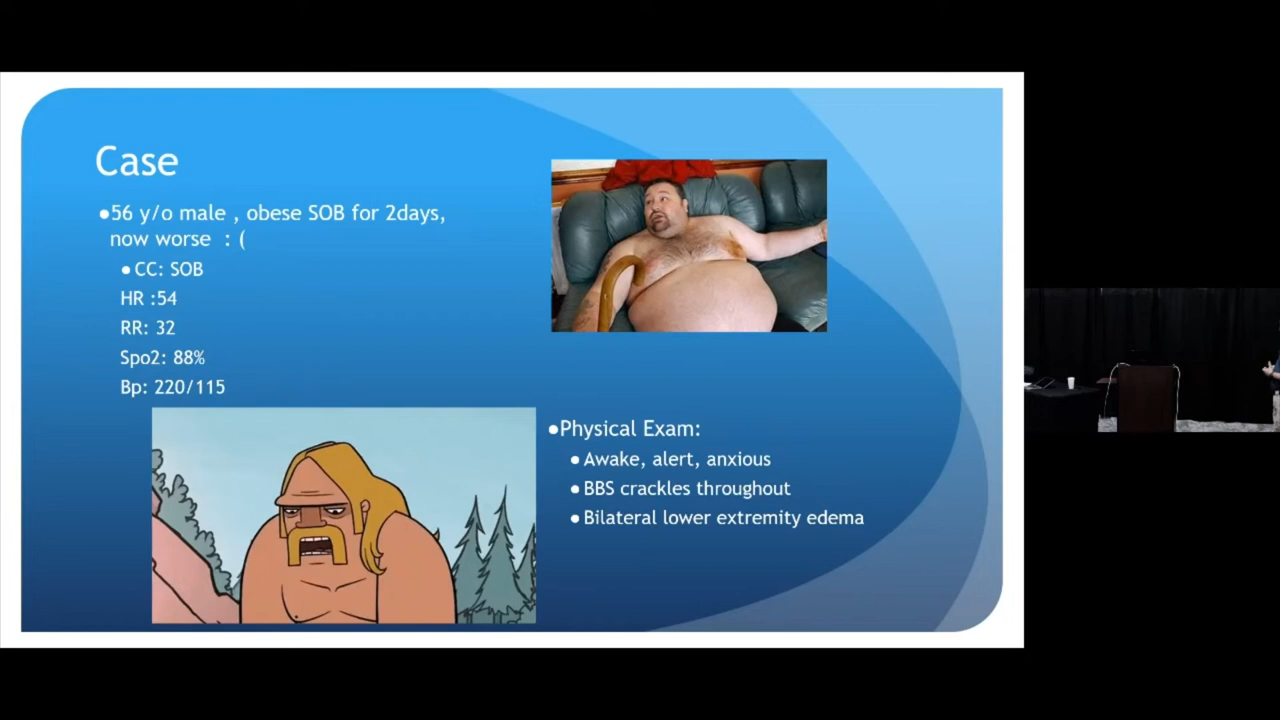 Case
●56 y/o male , obese SOB for 2days,
now worse : (
●CC: SOB
HR :54
RR: 32
Spo2: 88%
Bp: 220/115
●Physical Exam:
●Awake, alert, anxious
●BBS crackles throughout
●Bilateral lower extremity edema